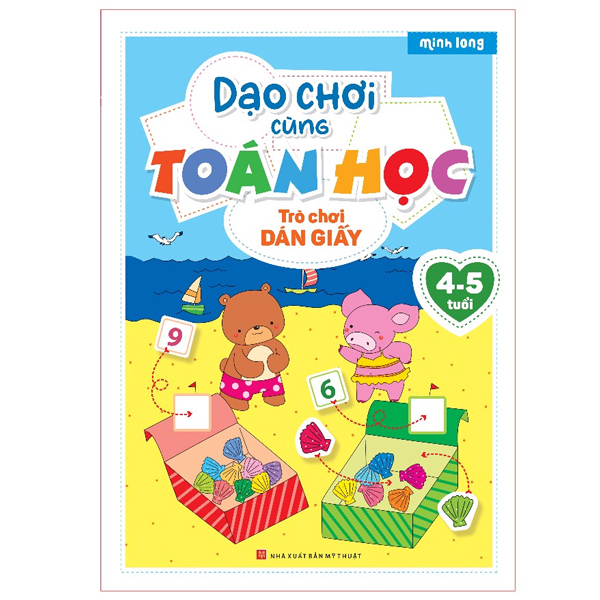 minh long
Dạo chơi
cùng
TOÁN HỌC
Trò chơi
DÁN GIẤY
4-5
tuổi
9
6
NHÀ XUẤT BẢN MỸ THUẬT